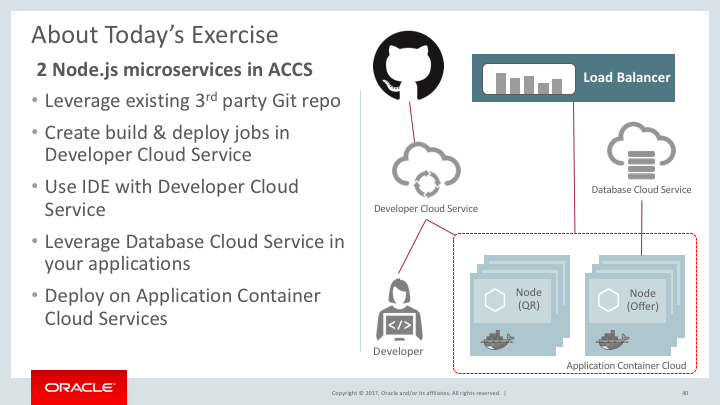 About Today’s Exercise
2 Node.js microservices in ACCS
• Leverage existing 3rd party Git repo
• Create build & deploy jobs in
Developer Cloud Service
• Use IDE with Developer Cloud
Service
• Leverage Database Cloud Service in
your applications
• Deploy on Application Container
Cloud Services
Load Balancer
Developer Cloud Service
Database Cloud Service
</>
Developer
Node
(QR)
Node
(Offer)
Application Container Cloud
ORACLE®
Copyright © 2017, Oracle and/or its affiliates. All rights reserved. |
40